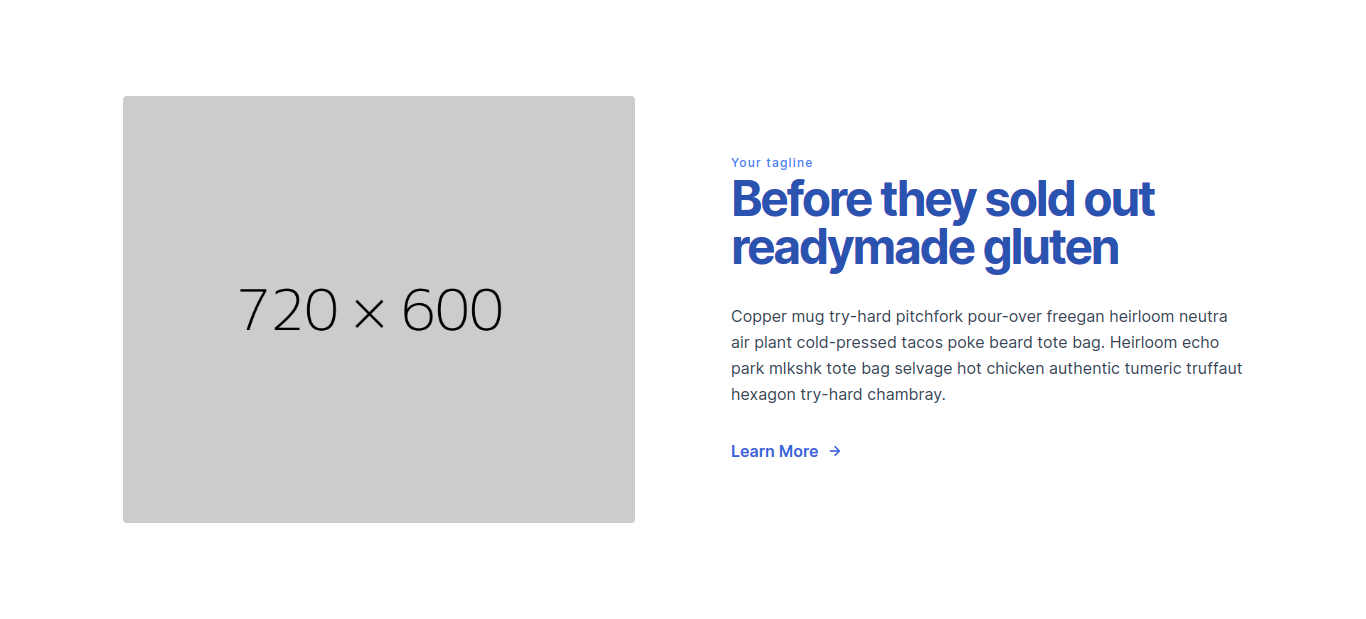 720 × 600
Your tagline
Before they sold out
readymade gluten
Copper mug try-hard pitchfork pour-over freegan heirloom neutra
air plant cold-pressed tacos poke beard tote bag. Heirloom echo
park mlkshk tote bag selvage hot chicken authentic tumeric truffaut
hexagon try-hard chambray.
Learn More →